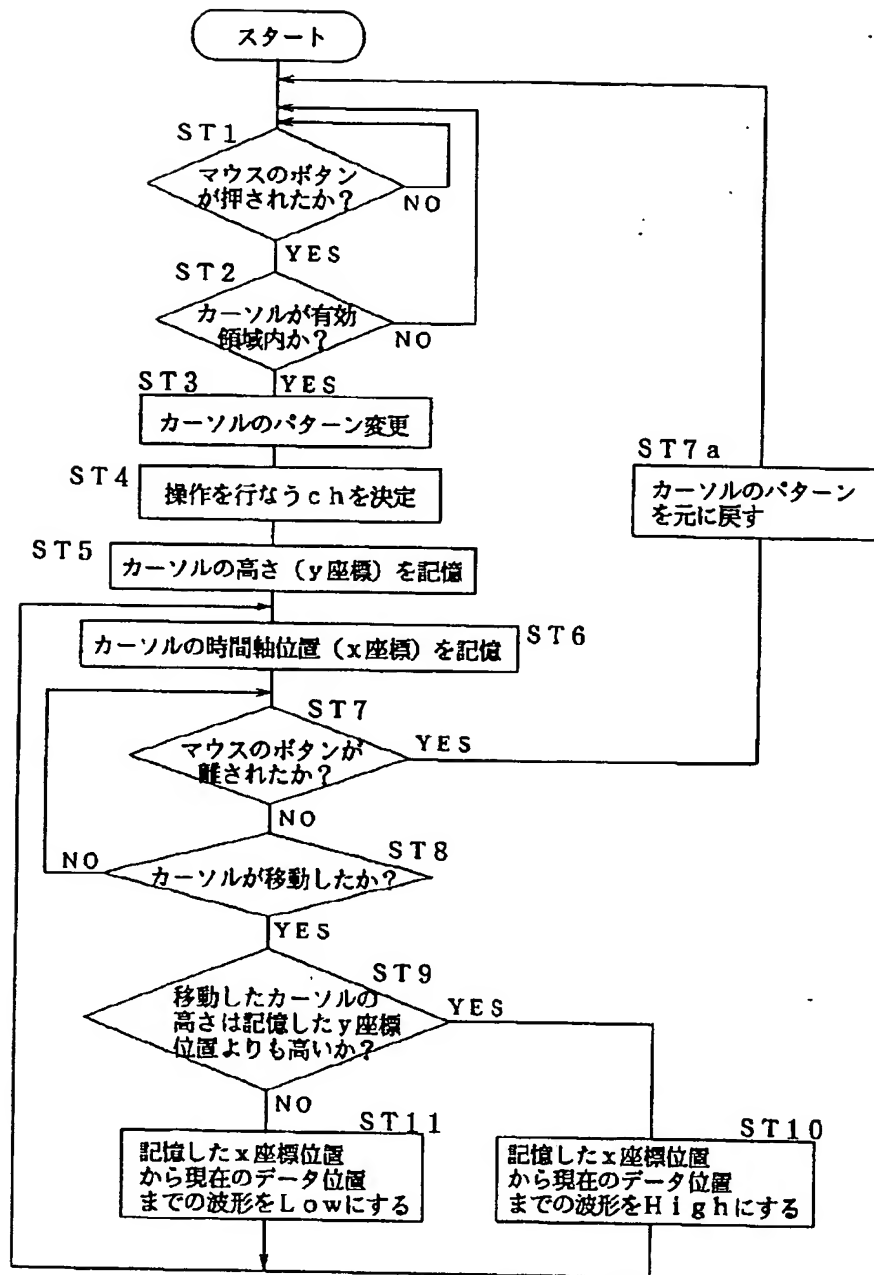 スタート
ST1
マウスのボタン
が押されたか?
NO
YES
ST2
カーソルが有効
領域内か?
NO
YES
ST3
カーソルのパターン変更
ST4
操作を行なうchを決定
ST7a
カーソルのパターン
を元に戻す
ST5
カーソルの高さ(y座標)を記憶
カーソルの時間軸位置(x座標)を記憶
ST6
ST7
マウスのボタンが
離されたか?
YES
NO
ST8
NO
カーソルが移動したか?
YES
ST9
移動したカーソルの
高さは記憶したy座標
位置よりも高いか?
YES
NO
ST11
記憶したx座標位置
から現在のデータ位置
までの波形をLowにする
ST10
記憶したx座標位置
から現在のデータ位置
までの波形をHighにする